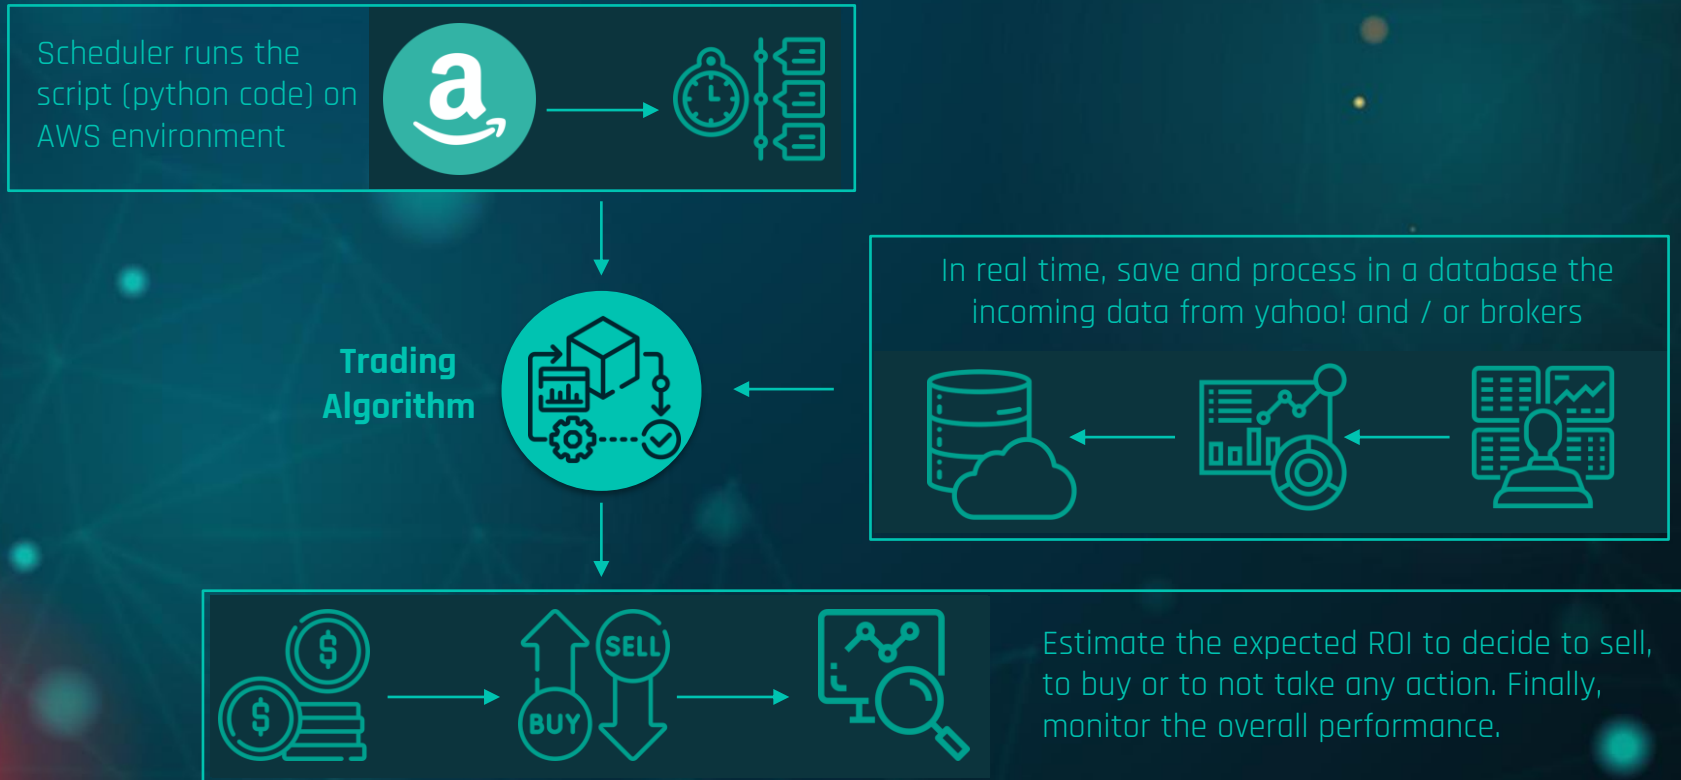 Scheduler runs the
script (python code) on
AWS environment
a
In real time, save and process in a database the
incoming data from yahoo! and / or brokers
Trading
Algorithm
$
$
SELL
BUY
Estimate the expected ROI to decide to sell,
to buy or to not take any action. Finally,
monitor the overall performance.